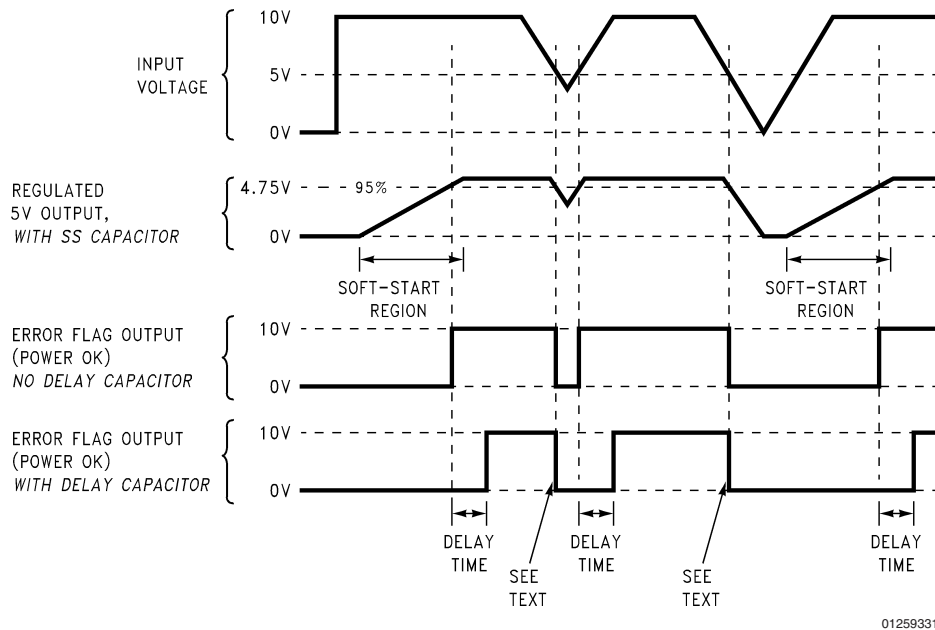 INPUT
VOLTAGE
10V
5V
0V
REGULATED
5V OUTPUT,
WITH SS CAPACITOR
4.75V
95%
0V
SOFT-START
REGION
SOFT-START
REGION
ERROR FLAG OUTPUT
(POWER OK)
NO DELAY CAPACITOR
10V
0V
ERROR FLAG OUTPUT
(POWER OK)
WITH DELAY CAPACITOR
10V
0V
DELAY
TIME
SEE
TEXT
DELAY
TIME
SEE
TEXT
DELAY
TIME
01259331